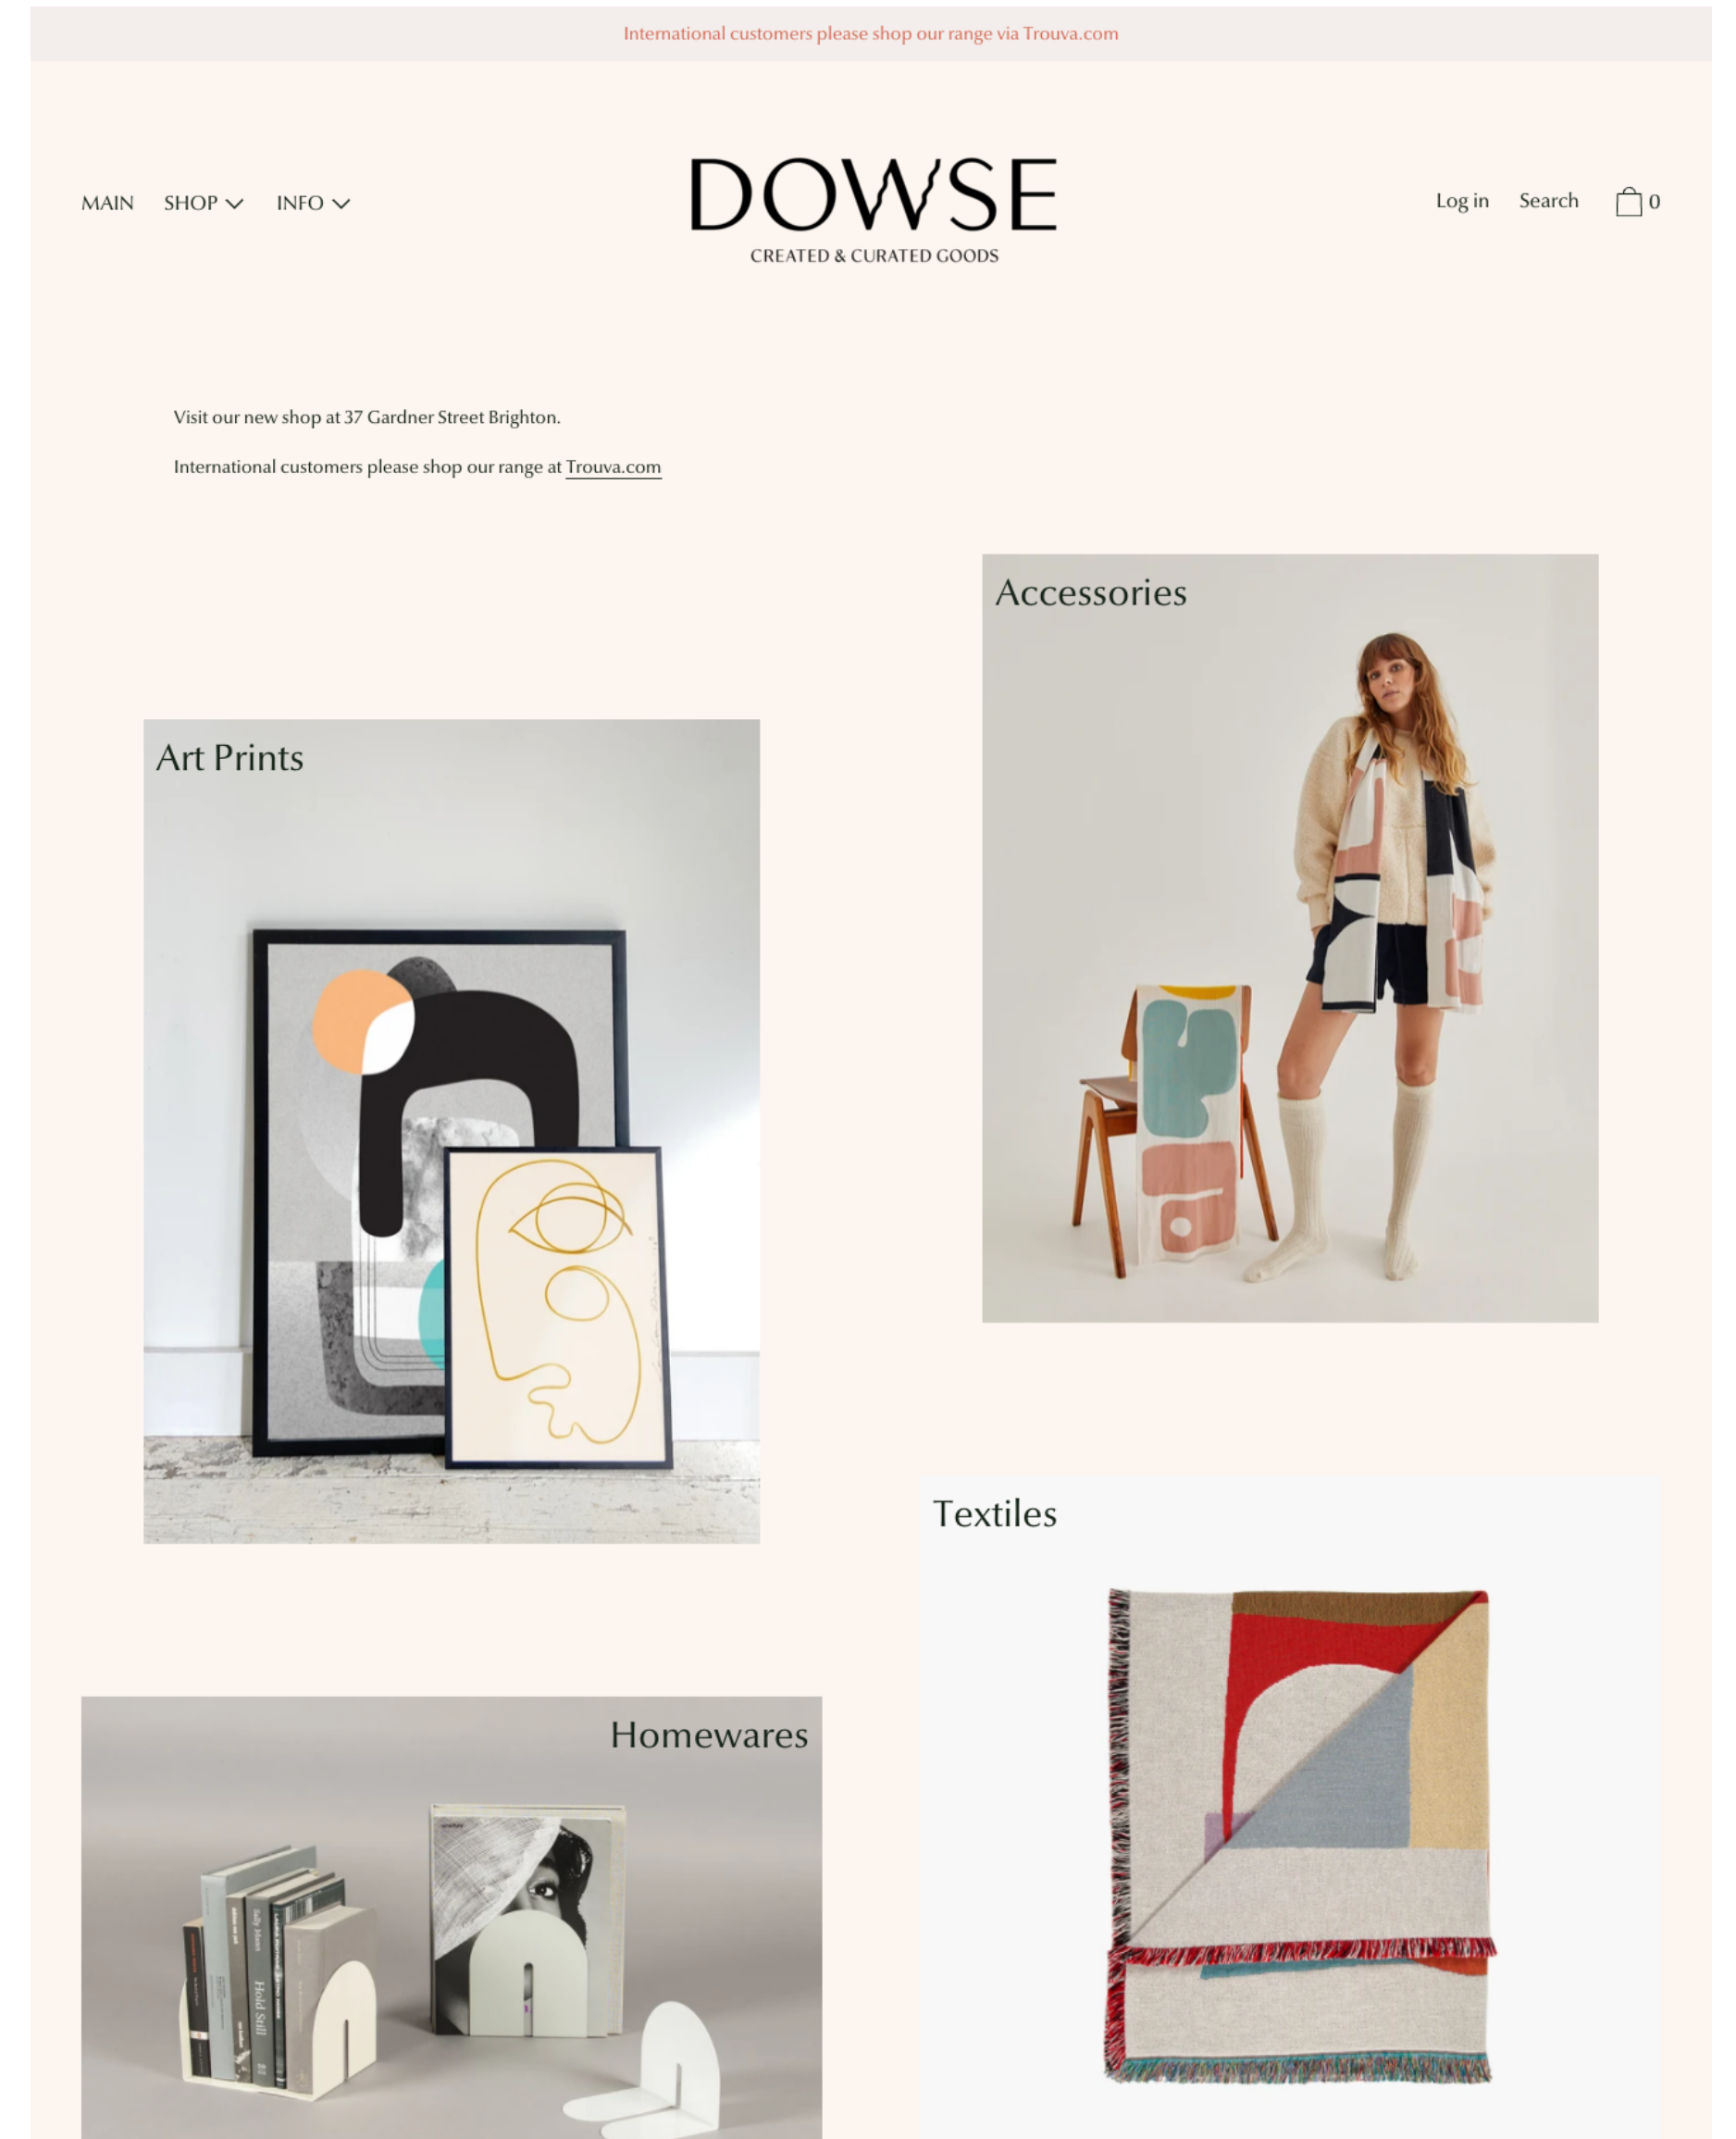 International customers please shop our range via Trouva.com
MAIN
SHOP
INFO
DOWSE
CREATED & CURATED GOODS
Log in
Search
0
Visit our new shop at 37 Gardner Street Brighton.
International customers please shop our range at Trouva.com
Accessories
Art Prints
Textiles
Homewares
Sally Mann
Hold Still